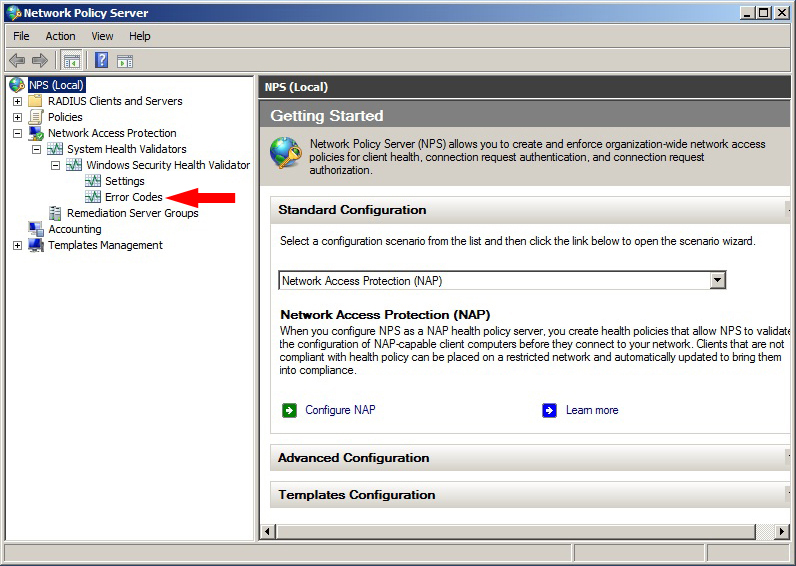 Network Policy Server
File Action View Help
NPS (Local)
RADIUS Clients and Servers
Policies
Network Access Protection
System Health Validators
Windows Security Health Validator
Settings
Error Codes
Remediation Server Groups
Accounting
Templates Management
NPS (Local)
Getting Started
Network Policy Server (NPS) allows you to create and enforce organization-wide network access
policies for client health, connection request authentication, and connection request
authorization.
Standard Configuration
Select a configuration scenario from the list and then click the link below to open the scenario wizard.
Network Access Protection (NAP)
Network Access Protection (NAP)
When you configure NPS as a NAP health policy server, you create health policies that allow NPS to validate
the configuration of NAP-capable client computers before they connect to your network. Clients that are not
compliant with health policy can be placed on a restricted network and automatically updated to bring them
into compliance.
Configure NAP Learn more
Advanced Configuration
Templates Configuration